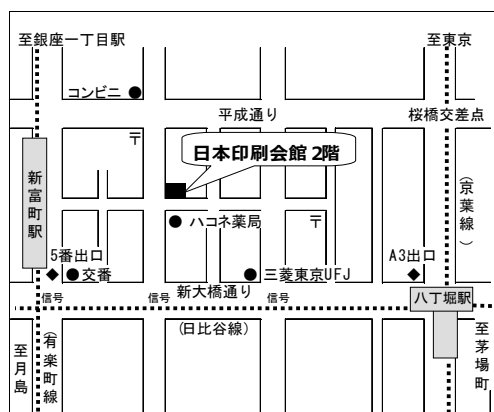 至銀座一丁目駅
至東京
コンビニ
平成通り
桜橋交差点
〒
日本印刷会館 2階
新富町駅
(京葉線)
ハコネ薬局
〒
5番出口
A3出口
交番
三菱東京UFJ
新大橋通り
八丁堀駅
信号
信号
信号
(日比谷線)
至月島
(有楽町線)
至茅場町